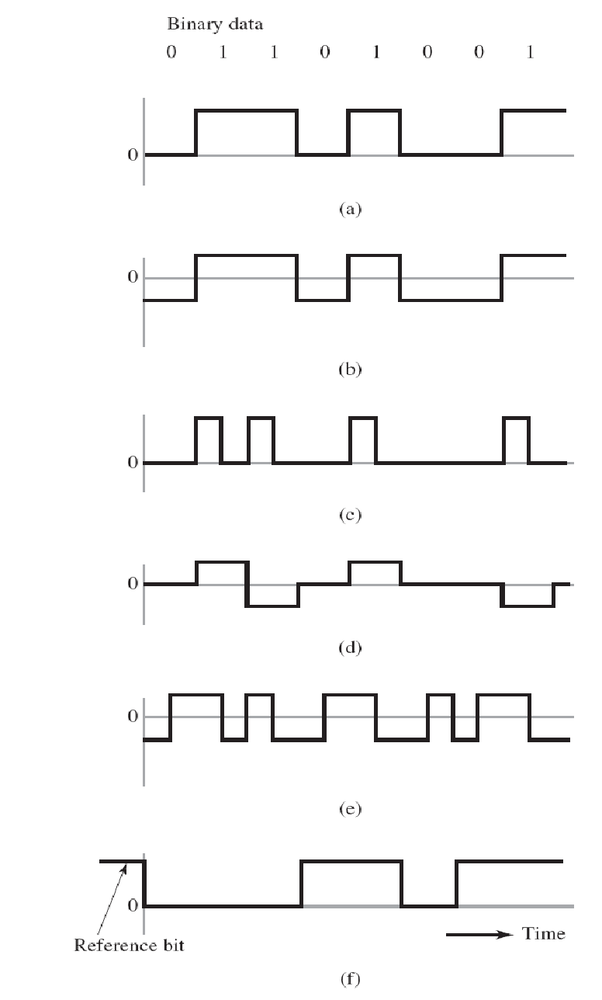 Binary data
0 1 1 0 1 0 0 1
0
(a)
0
(b)
0
(c)
0
(d)
0
(e)
0
Time
Reference bit
(f)